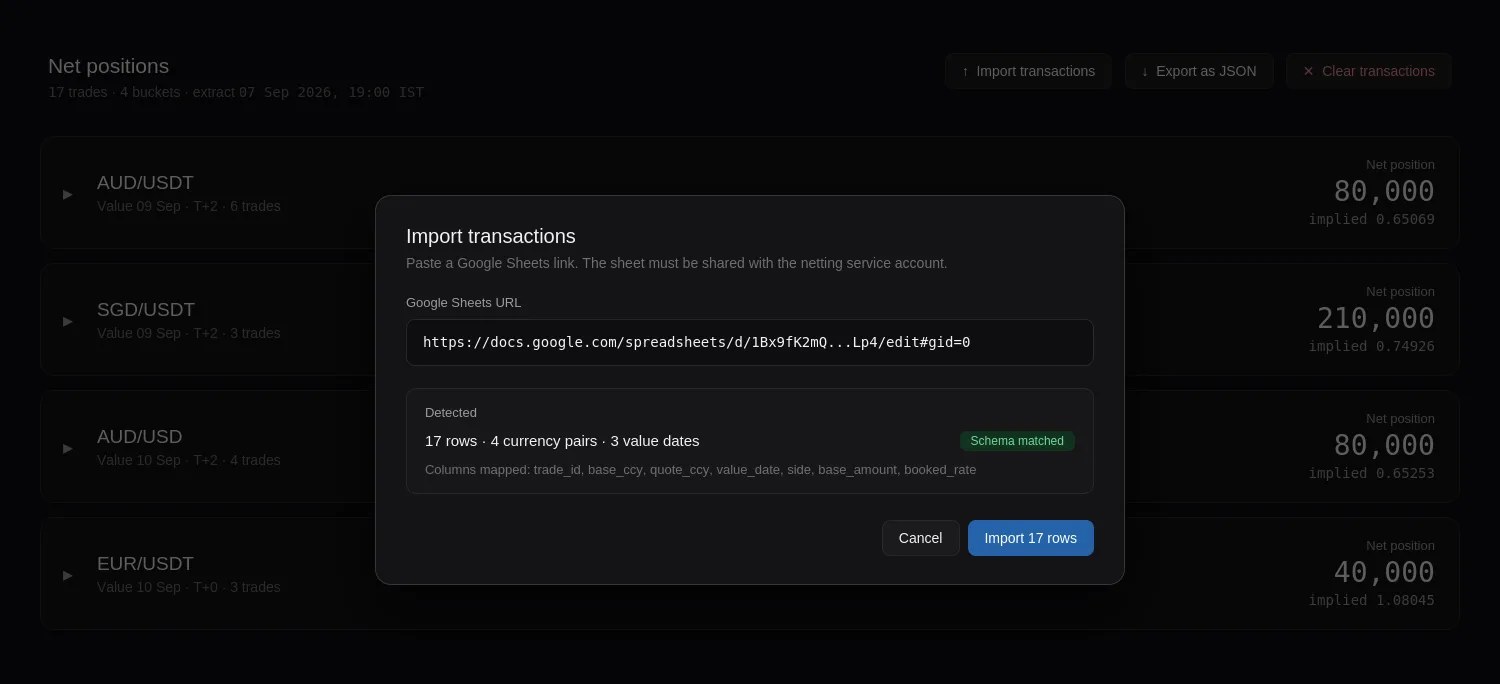 Net positions
17 trades · 4 buckets · extract 07 Sep 2026, 19:00 IST
↑ Import transactions
↓ Export as JSON
✕ Clear transactions
▶ AUD/USDT
Value 09 Sep · T+2 · 6 trades
Net position
80,000
implied 0.65069
▶ SGD/USDT
Value 09 Sep · T+2 · 3 trades
Net position
210,000
implied 0.74926
▶ AUD/USD
Value 10 Sep · T+2 · 4 trades
Net position
80,000
implied 0.65253
▶ EUR/USDT
Value 10 Sep · T+0 · 3 trades
Net position
40,000
implied 1.08045
Import transactions
Paste a Google Sheets link. The sheet must be shared with the netting service account.
Google Sheets URL
https://docs.google.com/spreadsheets/d/1Bx9fK2mQ...Lp4/edit#gid=0
Detected
17 rows · 4 currency pairs · 3 value dates
Schema matched
Columns mapped: trade_id, base_ccy, quote_ccy, value_date, side, base_amount, booked_rate
Cancel
Import 17 rows